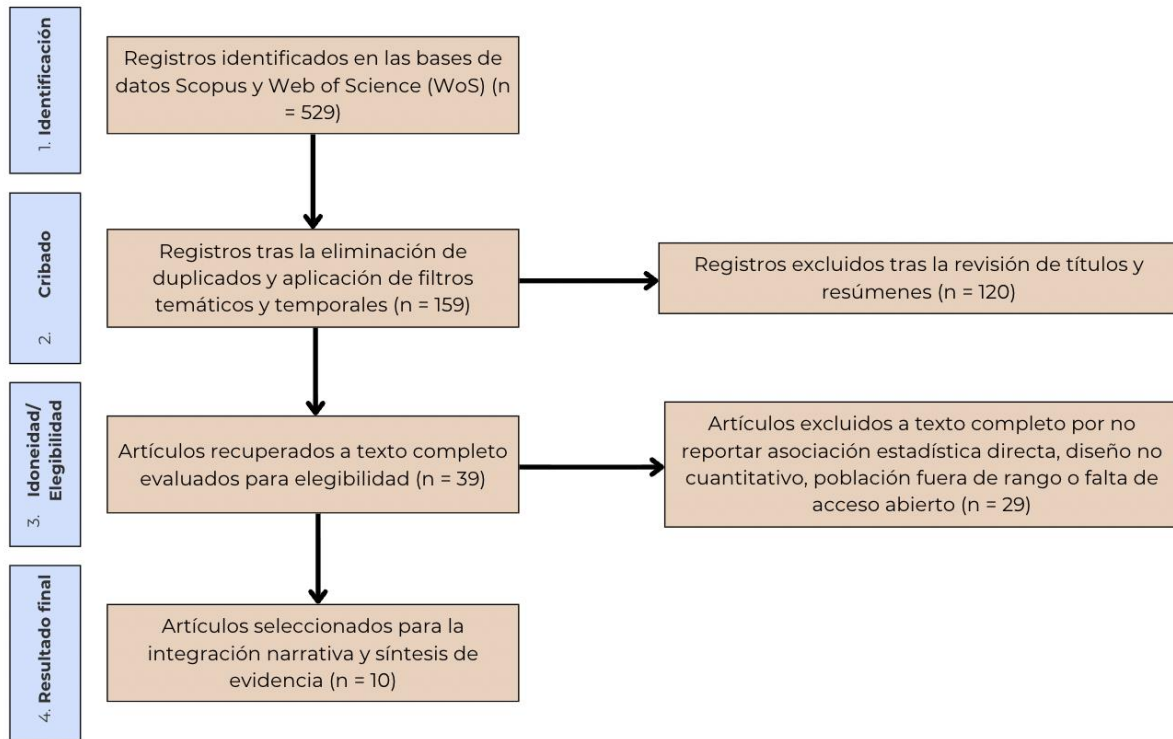 1. Identificación
Registros identificados en las bases de
datos Scopus y Web of Science (WoS) (n
= 529)
2. Cribado
Registros tras la eliminación de
duplicados y aplicación de filtros
temáticos y temporales (n = 159)
Registros excluidos tras la revisión de títulos y
resúmenes (n = 120)
3. Idoneidad/
Elegibilidad
Artículos recuperados a texto completo
evaluados para elegibilidad (n = 39)
Artículos excluidos a texto completo por no
reportar asociación estadística directa, diseño no
cuantitativo, población fuera de rango o falta de
acceso abierto (n = 29)
4. Resultado final
Artículos seleccionados para la
integración narrativa y síntesis de
evidencia (n = 10)